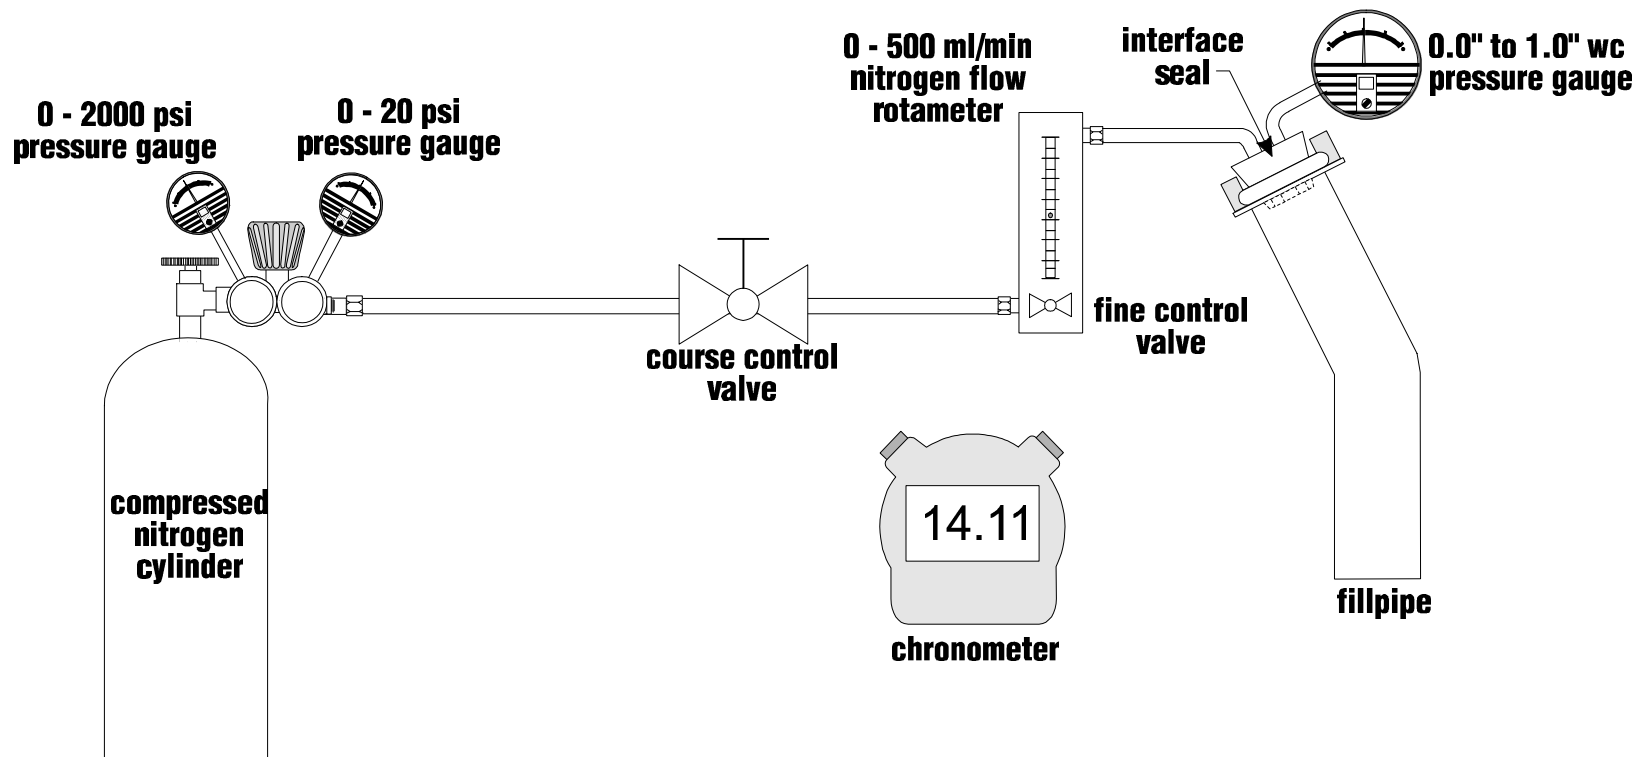 0 - 2000 psi
pressure gauge
0 - 20 psi
pressure gauge
0 - 500 ml/min
nitrogen flow
rotameter
interface
seal
0.0" to 1.0" wc
pressure gauge
course control
valve
fine control
valve
compressed
nitrogen
cylinder
14.11
chronometer
fillpipe